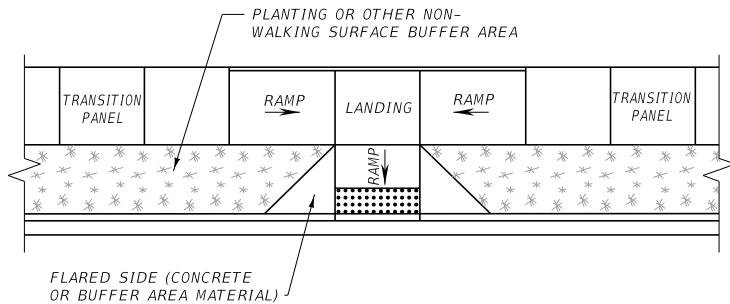 PLANTING OR OTHER NON-
WALKING SURFACE BUFFER AREA
TRANSITION
PANEL
RAMP
LANDING
RAMP
TRANSITION
PANEL
RAMP
FLARED SIDE (CONCRETE
OR BUFFER AREA MATERIAL)